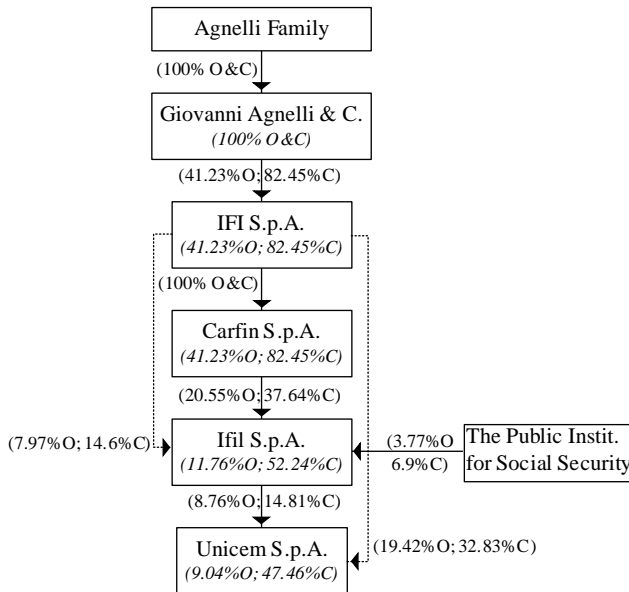 Agnelli Family
(100% O&C)
Giovanni Agnelli & C.
(100% O&C)
(41.23%O; 82.45%C)
IFI S.p.A.
(41.23%O; 82.45%C)
(100% O&C)
Carfin S.p.A.
(41.23%O; 82.45%C)
(20.55%O; 37.64%C)
(7.97%O; 14.6%C)
Ifil S.p.A.
(11.76%O; 52.24%C)
(3.77%O
6.9%C)
The Public Instit.
for Social Security
(8.76%O; 14.81%C)
Unicem S.p.A.
(9.04%O; 47.46%C)
(19.42%O; 32.83%C)